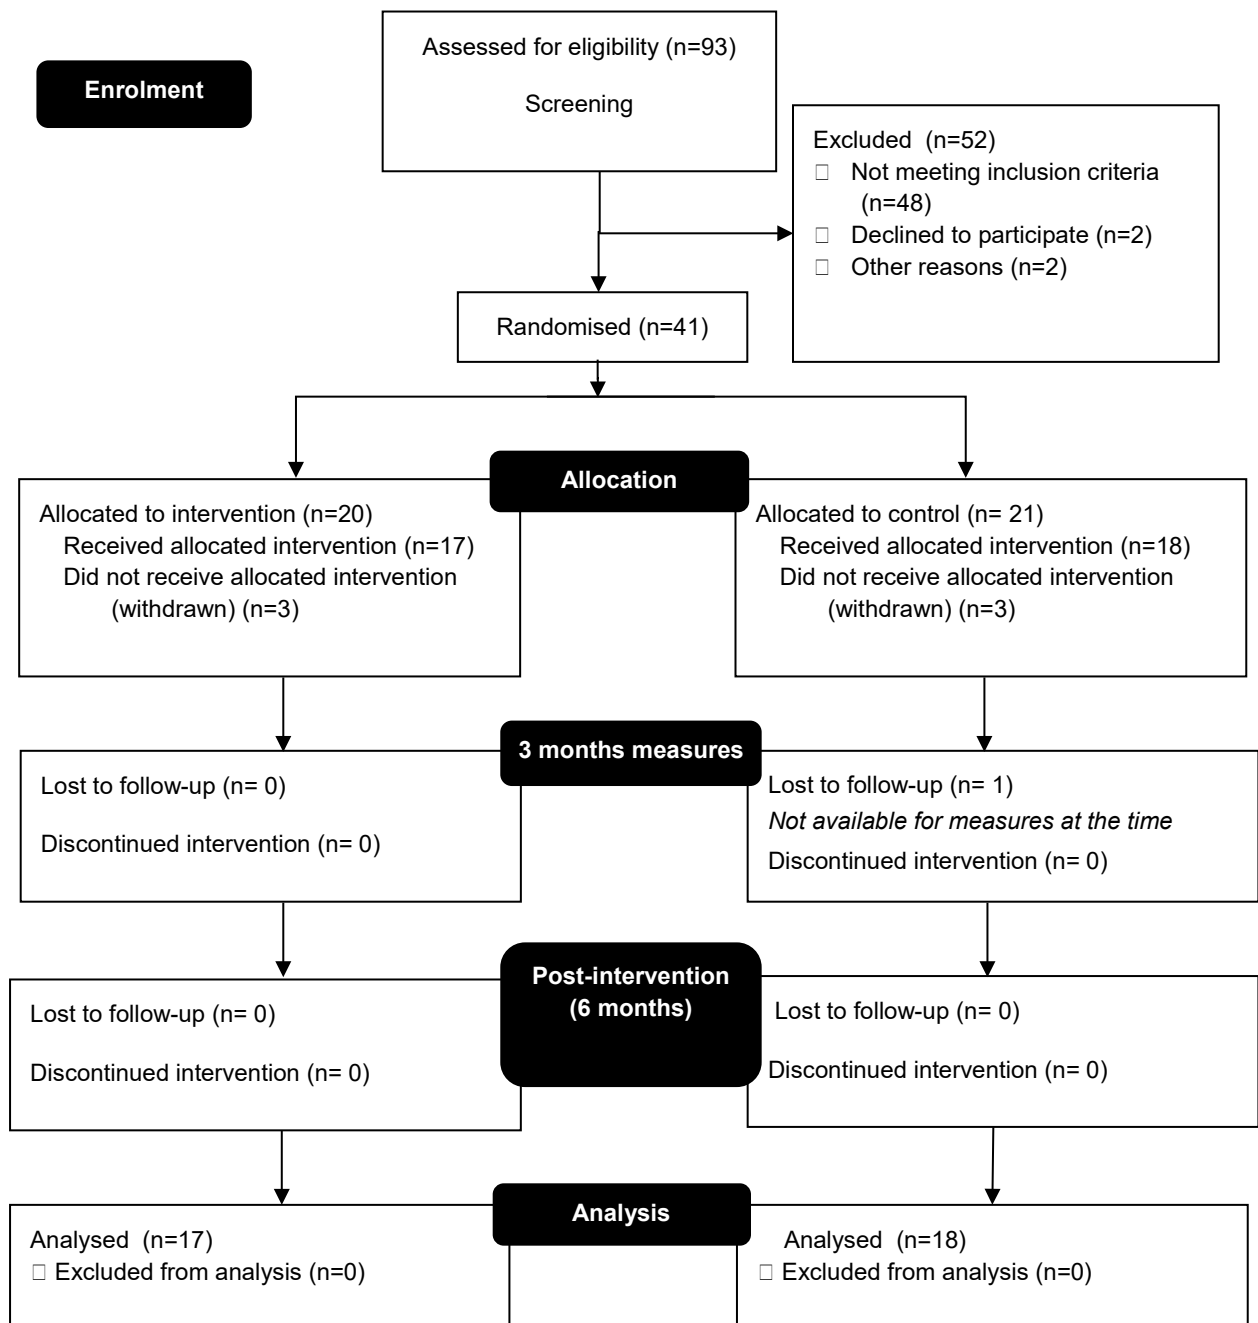 Enrolment
Assessed for eligibility (n=93)
Screening
Excluded  (n=52)
□ Not meeting inclusion criteria
(n=48)
□ Declined to participate (n=2)
□ Other reasons (n=2)
Randomised (n=41)
Allocation
Allocated to intervention (n=20)
Received allocated intervention (n=17)
Did not receive allocated intervention
(withdrawn) (n=3)
Allocated to control (n= 21)
Received allocated intervention (n=18)
Did not receive allocated intervention
(withdrawn) (n=3)
3 months measures
Lost to follow-up (n= 0)
Discontinued intervention (n= 0)
Lost to follow-up (n= 1)
Not available for measures at the time
Discontinued intervention (n= 0)
Post-intervention
(6 months)
Lost to follow-up (n= 0)
Discontinued intervention (n= 0)
Lost to follow-up (n= 0)
Discontinued intervention (n= 0)
Analysis
Analysed  (n=17)
□ Excluded from analysis (n=0)
Analysed  (n=18)
□ Excluded from analysis (n=0)